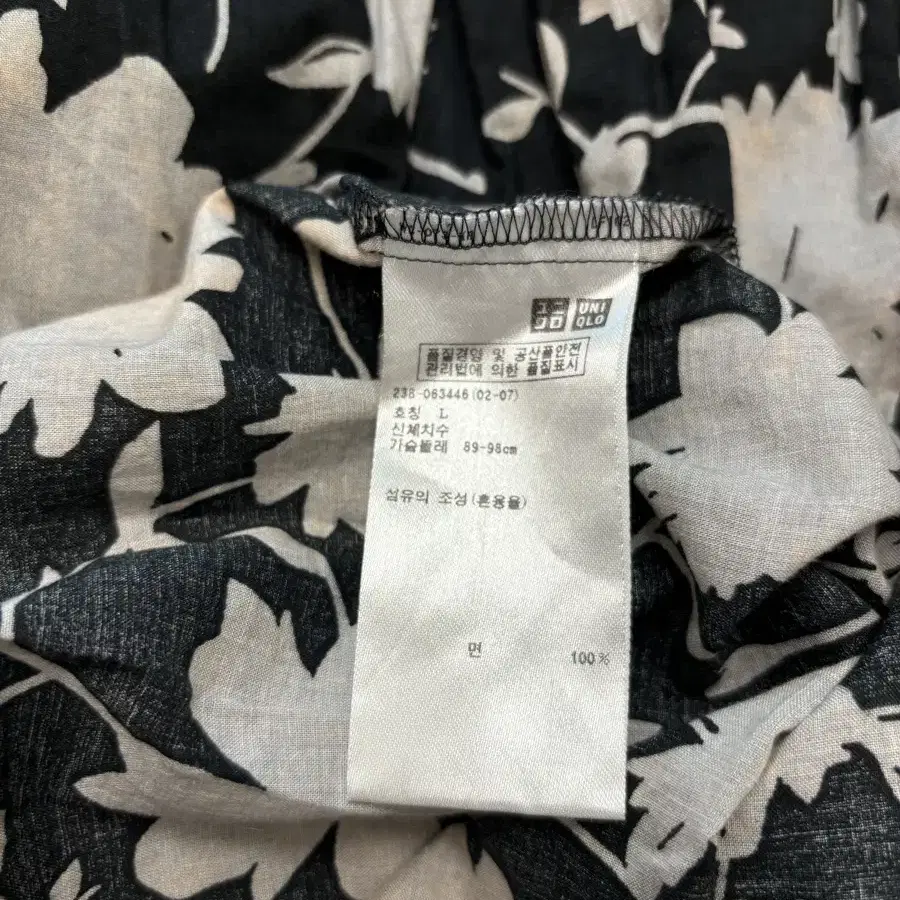 ユニ
クロ
UNI
QLO
품질경영 및 공산품안전
관리법에 의한 품질표시
238-063446(02-07)
호칭 L
신체치수
가슴둘레 89-98cm
섬유의 조성(혼용율)
면 100%